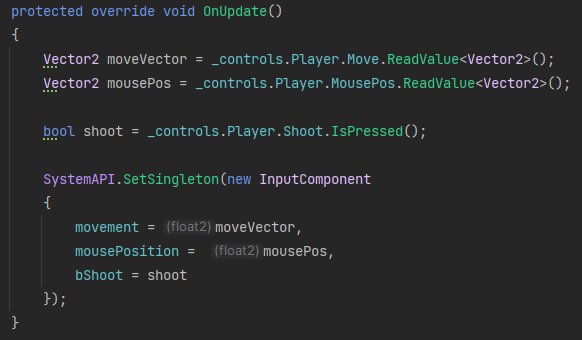 protected override void OnUpdate()
{
Vector2 moveVector = _controls.Player.Move.ReadValue<Vector2>();
Vector2 mousePos = _controls.Player.MousePos.ReadValue<Vector2>();
bool shoot = _controls.Player.Shoot.IsPressed();
SystemAPI.SetSingleton(new InputComponent
{
movement = (float2) moveVector,
mousePosition = (float2) mousePos,
bShoot = shoot
});
}